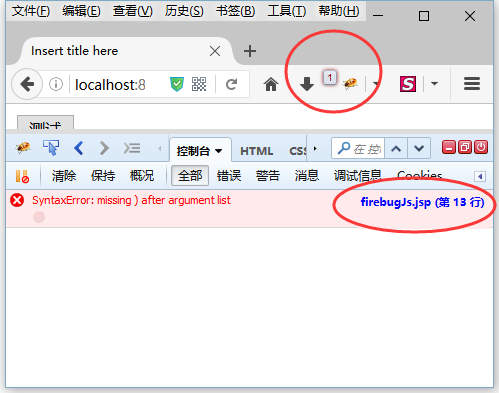 文件(F) 编辑(E) 查看(V) 历史(S) 书签(B) 工具(T) 帮助(H)
Insert title here
localhost:8
1
S
测试
控制台 HTML CSS
在 控
清除 保持 概况 全部 错误 警告 消息 调试信息 Cookies
SyntaxError: missing ) after argument list
firebugJs.jsp (第 13 行)